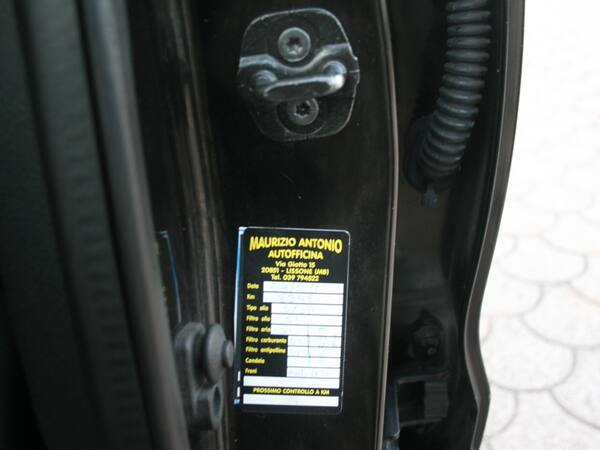 MAURIZIO ANTONIO
AUTOFFICINA
Via Giotto 15
20851 - LISSONE (MB)
Tel. 039 794522
Data
Km
Tipo olio
Filtro olio
Filtro aria
Filtro carburante
Filtro antipolline
Candele
Freni
PROSSIMO CONTROLLO A KM